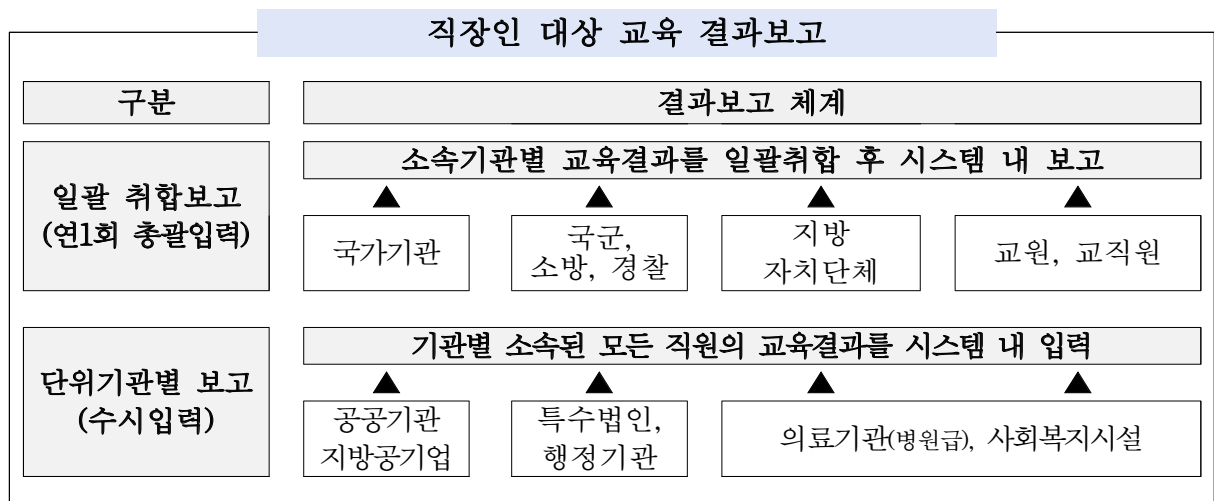 직장인 대상 교육 결과보고
구분
결과보고 체계
일괄 취합보고
(연1회 총괄입력)
소속기관별 교육결과를 일괄취합 후 시스템 내 보고
▲ ▲ ▲ ▲
국가기관
국군,
소방, 경찰
지방
자치단체
교원, 교직원
단위기관별 보고
(수시입력)
기관별 소속된 모든 직원의 교육결과를 시스템 내 입력
▲ ▲ ▲ ▲
공공기관
지방공기업
특수법인,
행정기관
의료기관(병원급), 사회복지시설